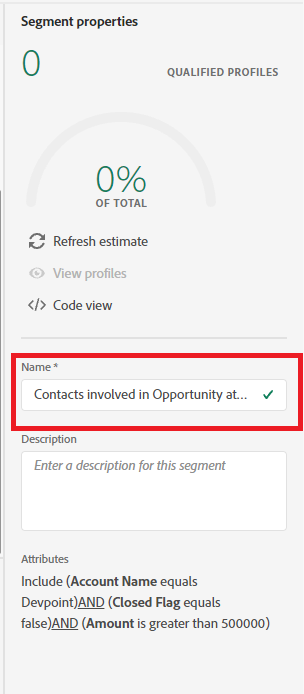 Segment properties
0
QUALIFIED PROFILES
0%
OF TOTAL
Refresh estimate
View profiles
</> Code view
Name *
Contacts involved in Opportunity at...
Description
Enter a description for this segment
Attributes
Include (Account Name equals
Devpoint)AND (Closed Flag equals
false)AND (Amount is greater than 500000)